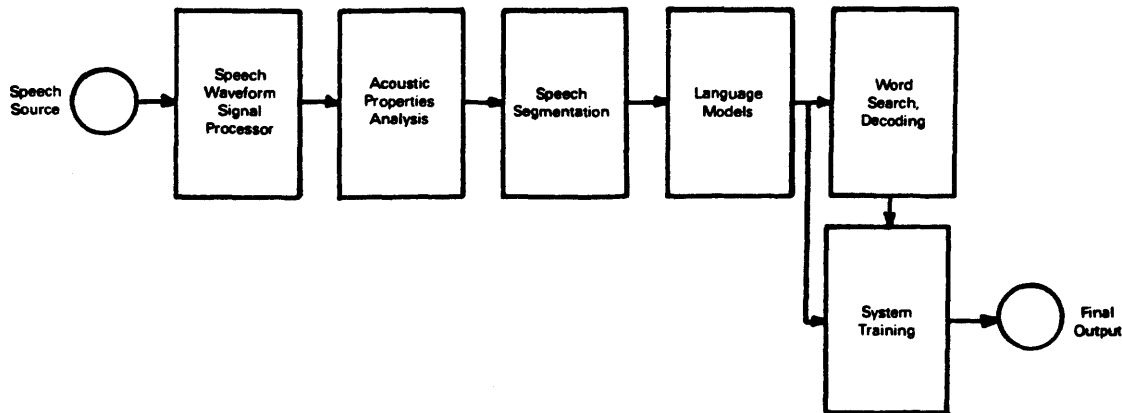 Speech
Source
Speech
Waveform
Signal
Processor
Acoustic
Properties
Analysis
Speech
Segmentation
Language
Models
Word
Search,
Decoding
System
Training
Final
Output